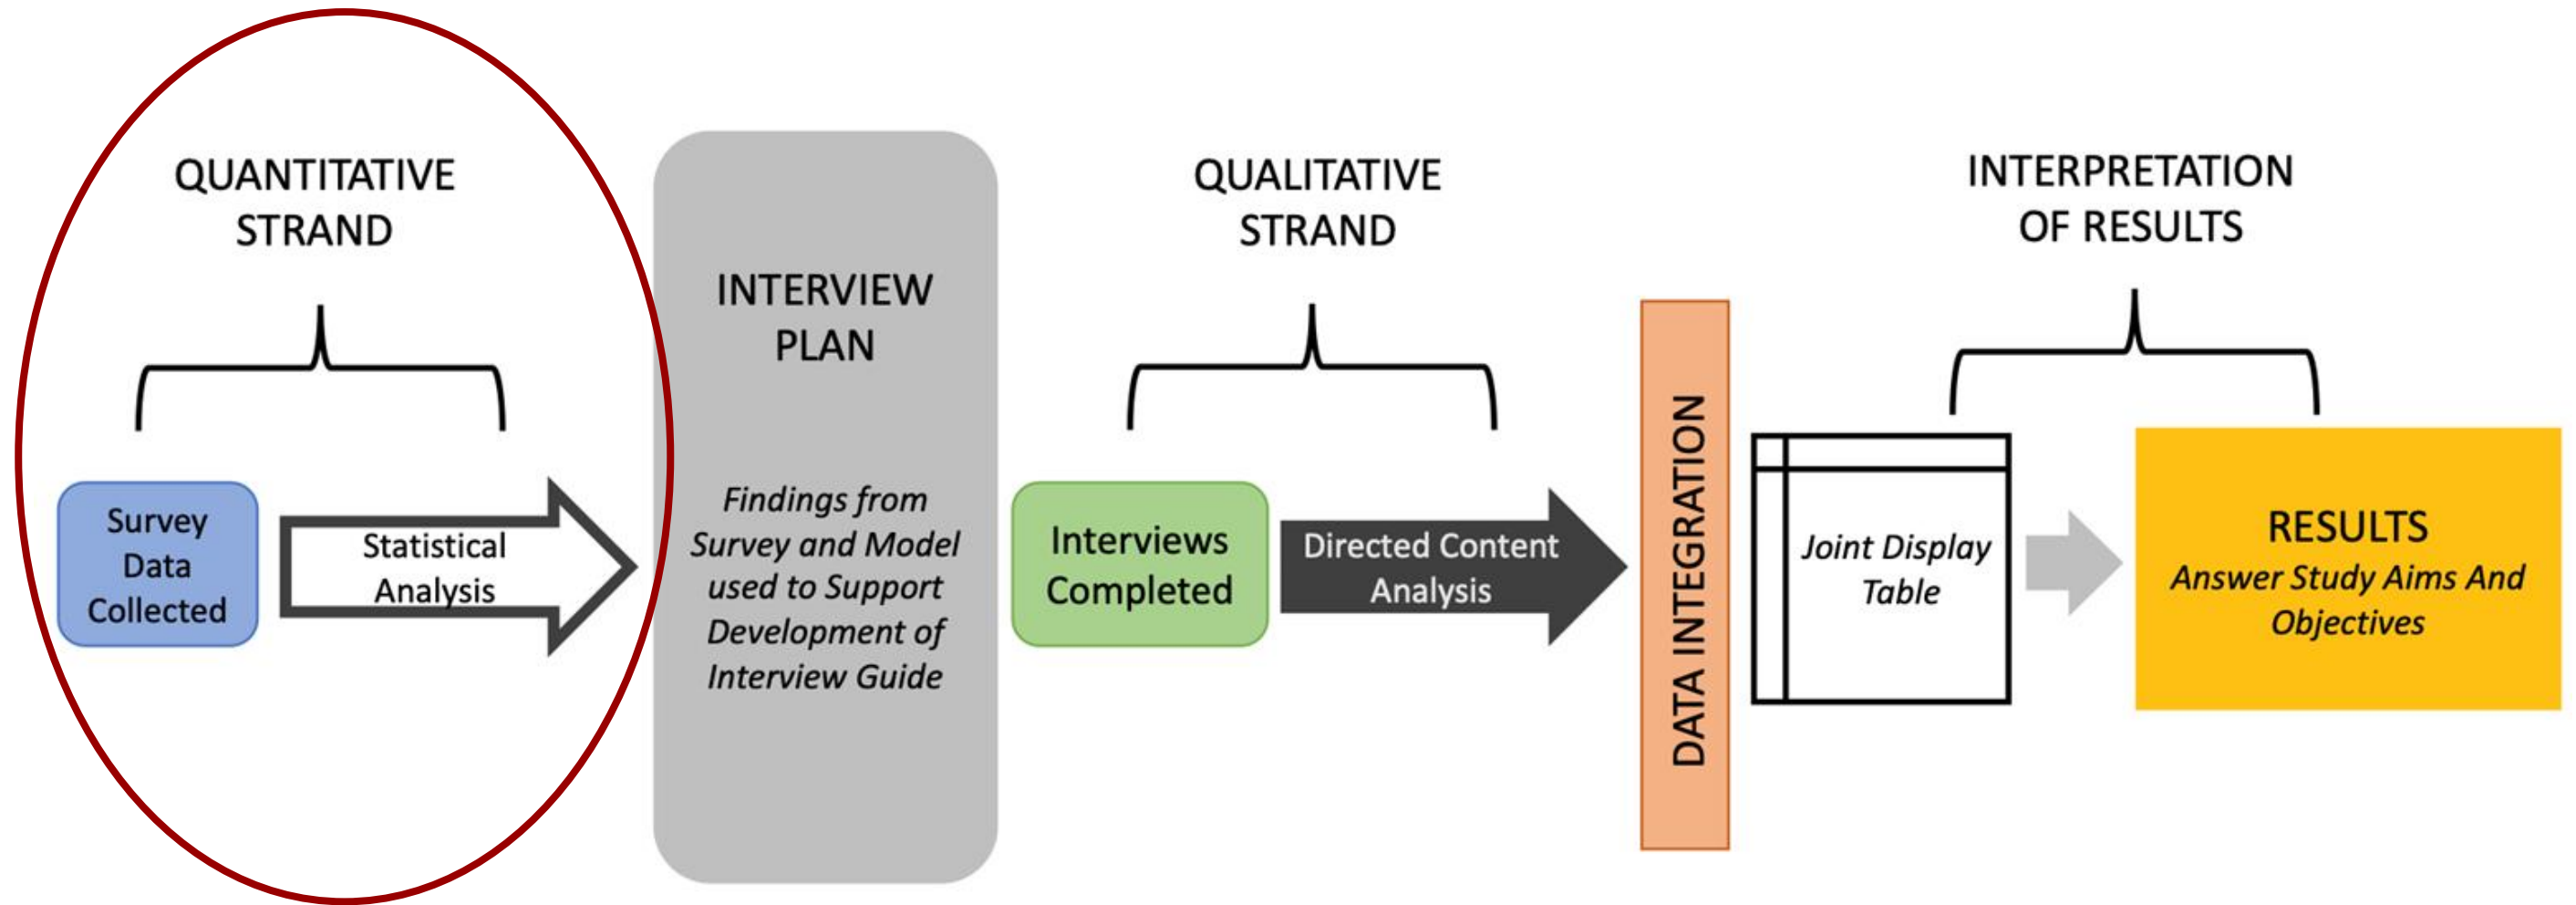 QUANTITATIVE
STRAND
Survey
Data
Collected
Statistical
Analysis
INTERVIEW
PLAN
Findings from
Survey and Model
used to Support
Development of
Interview Guide
QUALITATIVE
STRAND
Interviews
Completed
Directed Content
Analysis
DATA INTEGRATION
INTERPRETATION
OF RESULTS
Joint Display
Table
RESULTS
Answer Study Aims And
Objectives